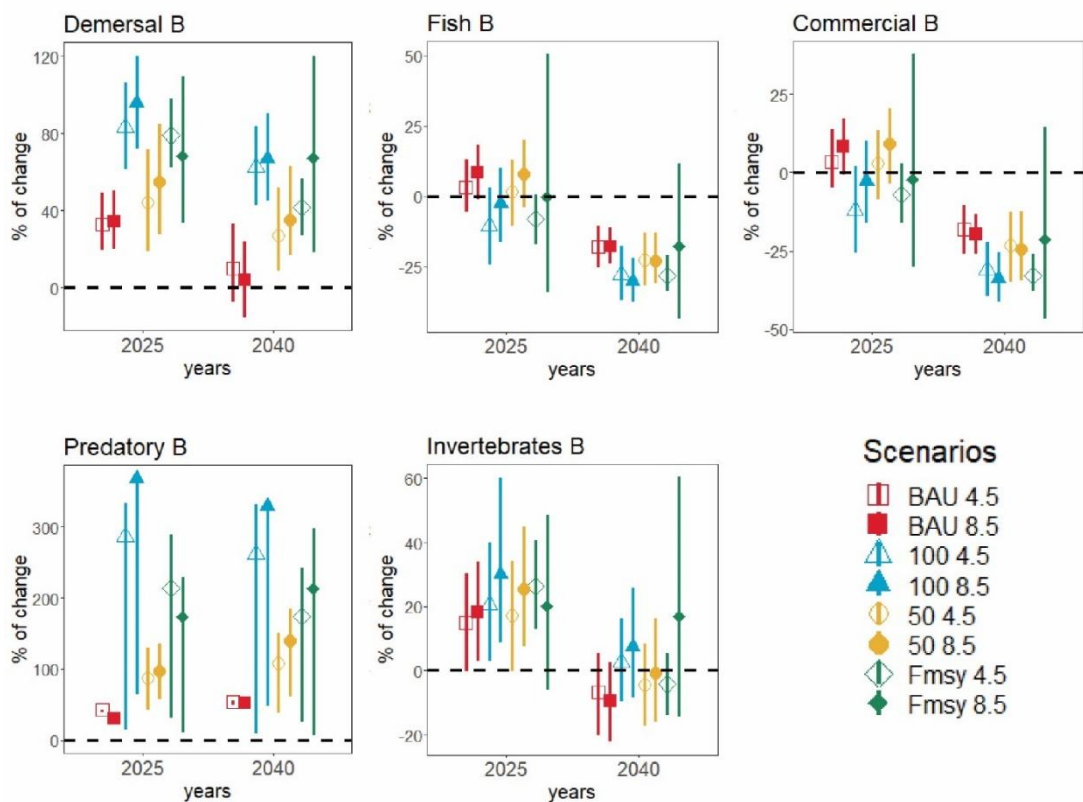 Demersal B
120
80
40
0
% of change
2025 2040
years
Fish B
50
25
0
-25
% of change
2025 2040
years
Commercial B
25
0
-25
-50
% of change
2025 2040
years
Predatory B
300
200
100
0
% of change
2025 2040
years
Invertebrates B
60
40
20
0
-20
% of change
2025 2040
years
Scenarios
BAU 4.5
BAU 8.5
100 4.5
100 8.5
50 4.5
50 8.5
Fmsy 4.5
Fmsy 8.5